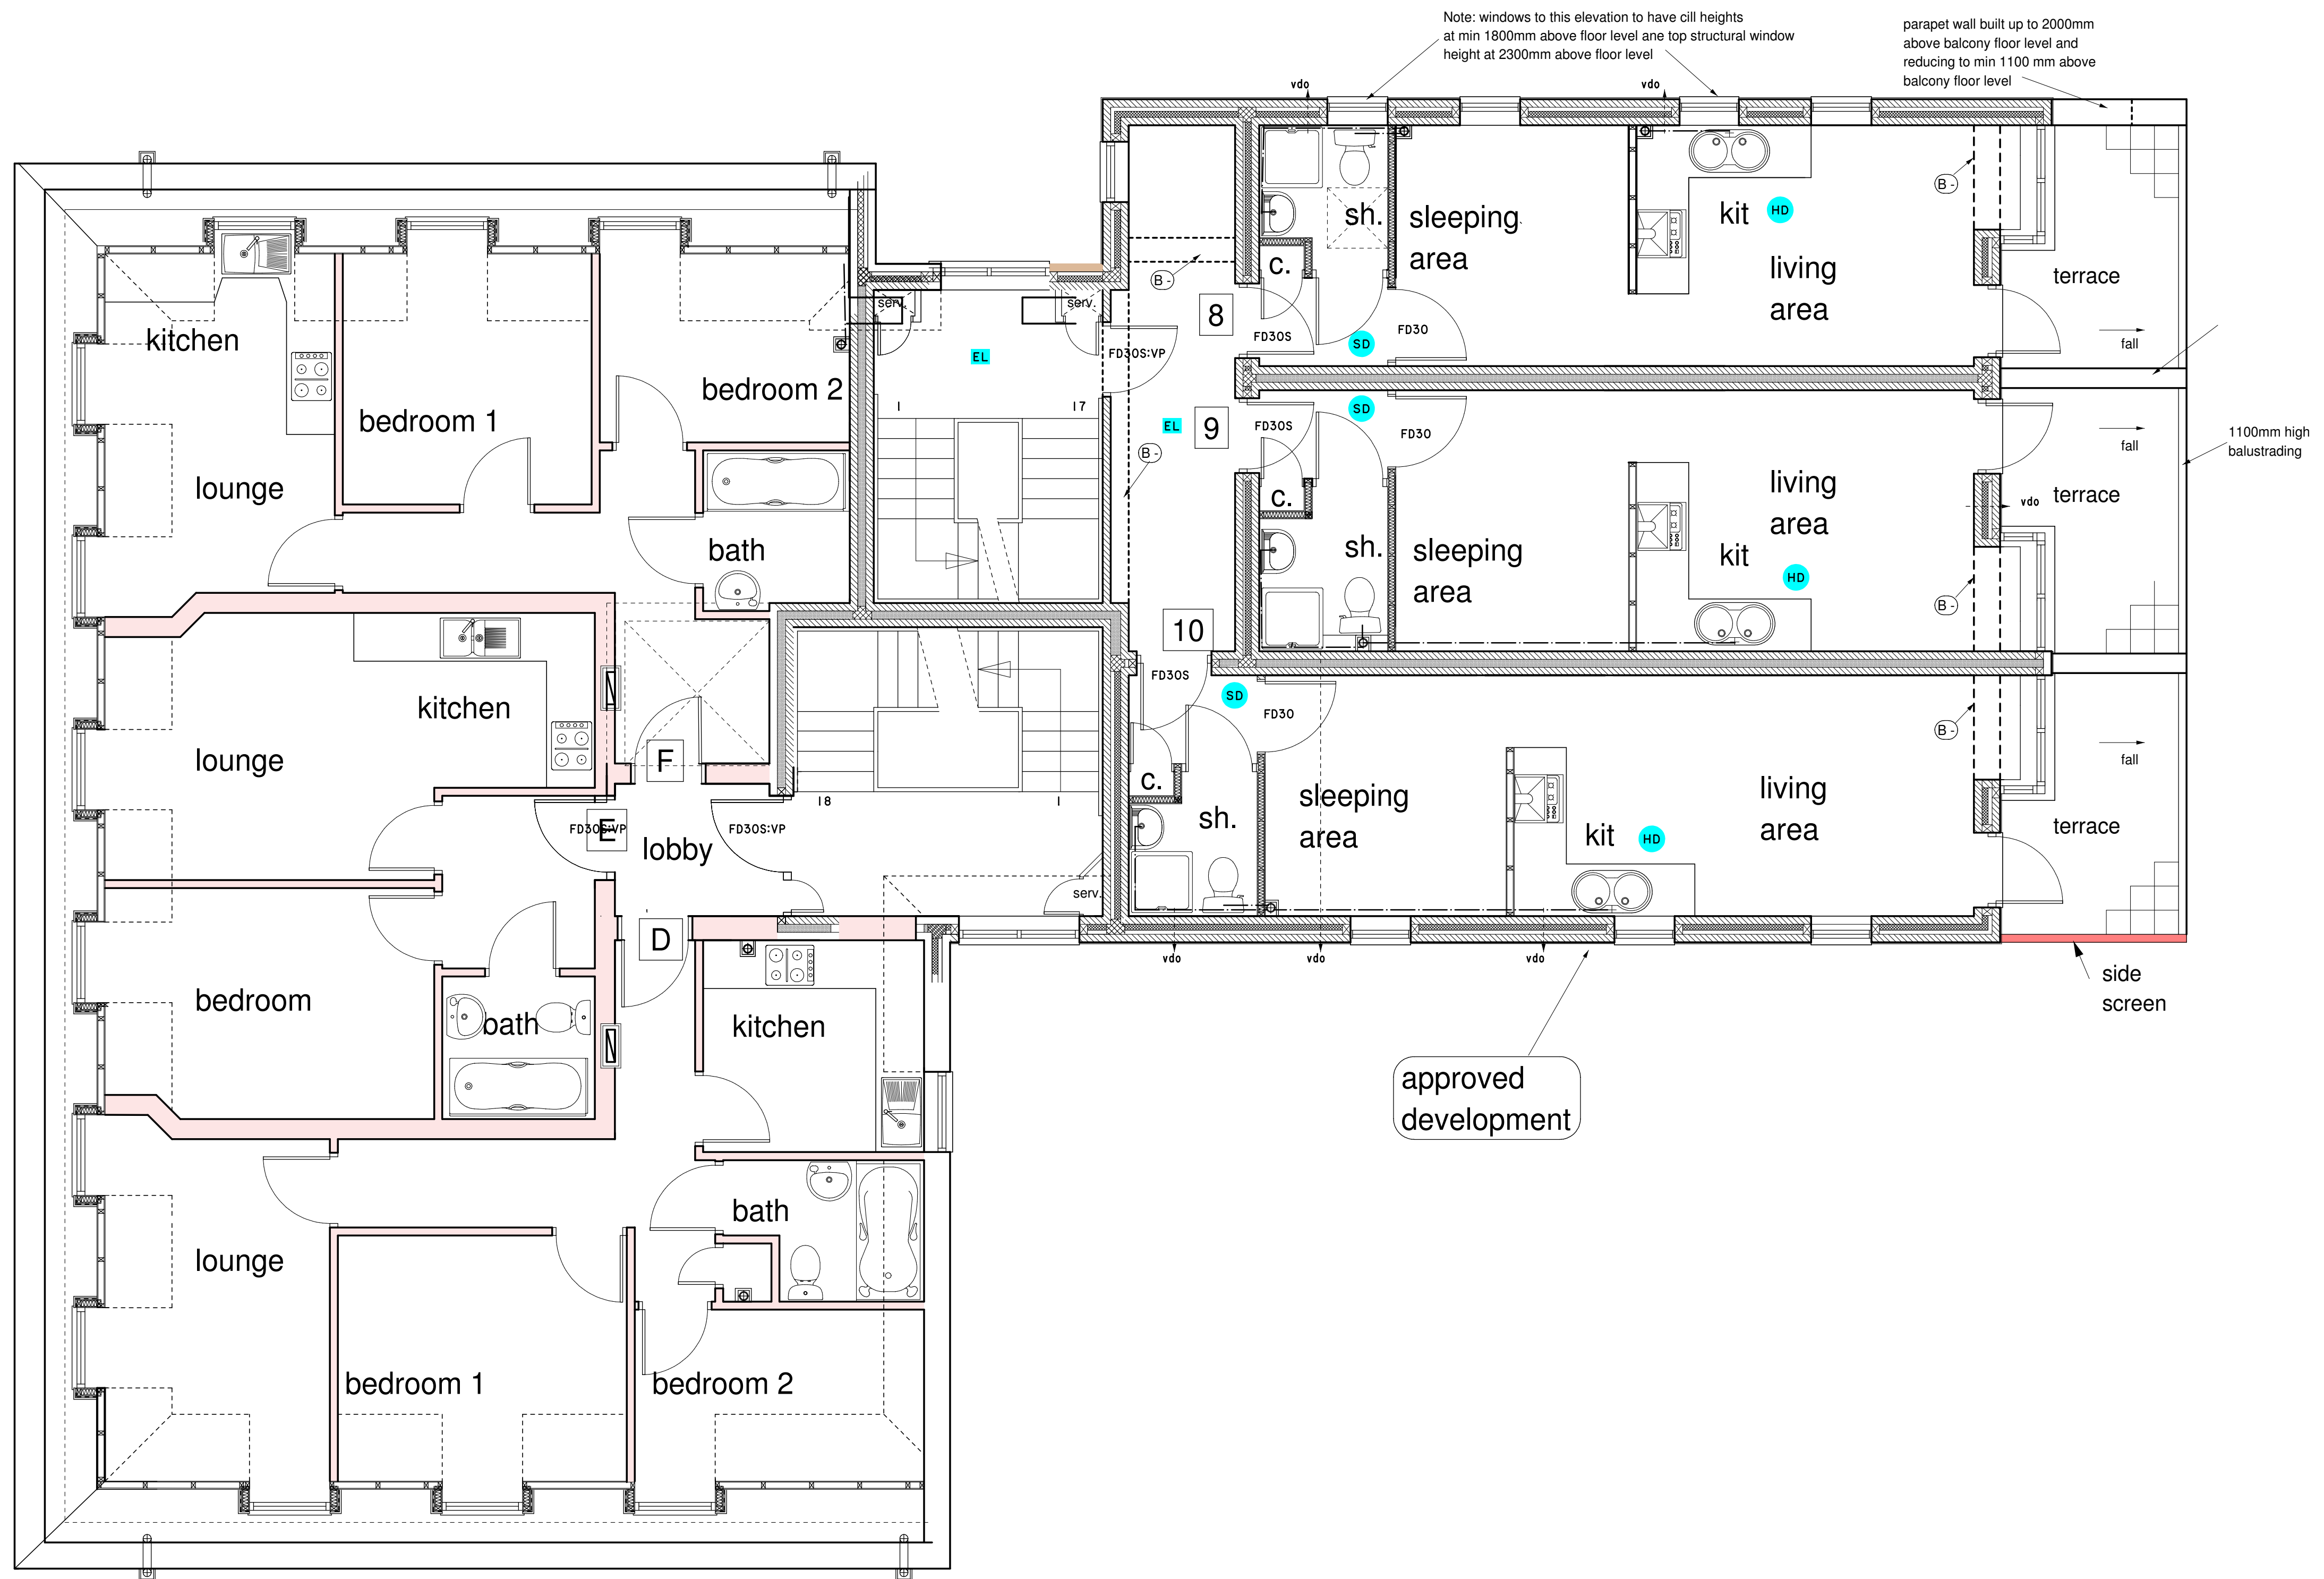 Note: windows to this elevation to have cill heights
at min 1800mm above floor level ane top structural window
height at 2300mm above floor level
parapet wall built up to 2000mm
above balcony floor level and
reducing to min 1100 mm above
balcony floor level
vdo
vdo
sh.
sleeping
area
kit
HD
living
area
terrace
fall
c.
B -
B -
8
FD30S
SD
FD30
serv.
serv.
EL
FD30S:VP
1
17
kitchen
bedroom 1
bedroom 2
lounge
bath
EL
9
B -
FD30S
SD
FD30
c.
sh.
sleeping
area
living
area
kit
HD
vdo
B -
fall
terrace
1100mm high
balustrading
10
FD30S
SD
FD30
c.
sh.
sleeping
area
kit
HD
living
area
B -
fall
terrace
kitchen
lounge
F
E
FD30S:VP
lobby
FD30S:VP
18
1
serv.
D
bedroom
bath
kitchen
vdo
vdo
vdo
side
screen
approved
development
bath
lounge
bedroom 1
bedroom 2